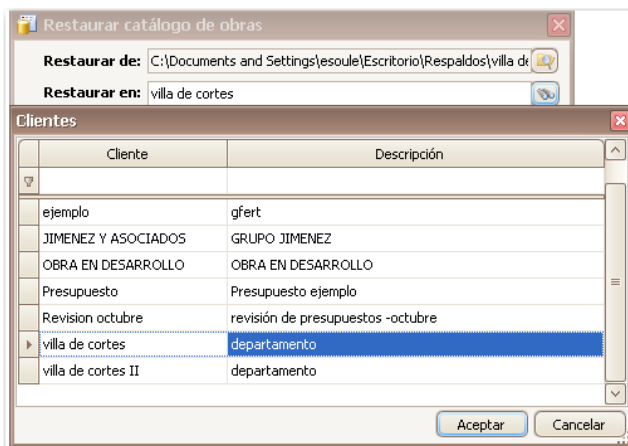 Restaurar catálogo de obras
Restaurar de: C:\Documents and Settings\esoule\Escritorio\Respaldos\villa de
Restaurar en: villa de cortes
Clientes
Cliente Descripción
ejemplo gfert
JIMENEZ Y ASOCIADOS GRUPO JIMENEZ
OBRA EN DESARROLLO OBRA EN DESARROLLO
Presupuesto Presupuesto ejemplo
Revision octubre revisión de presupuestos -octubre
villa de cortes departamento
villa de cortes II departamento
Aceptar Cancelar